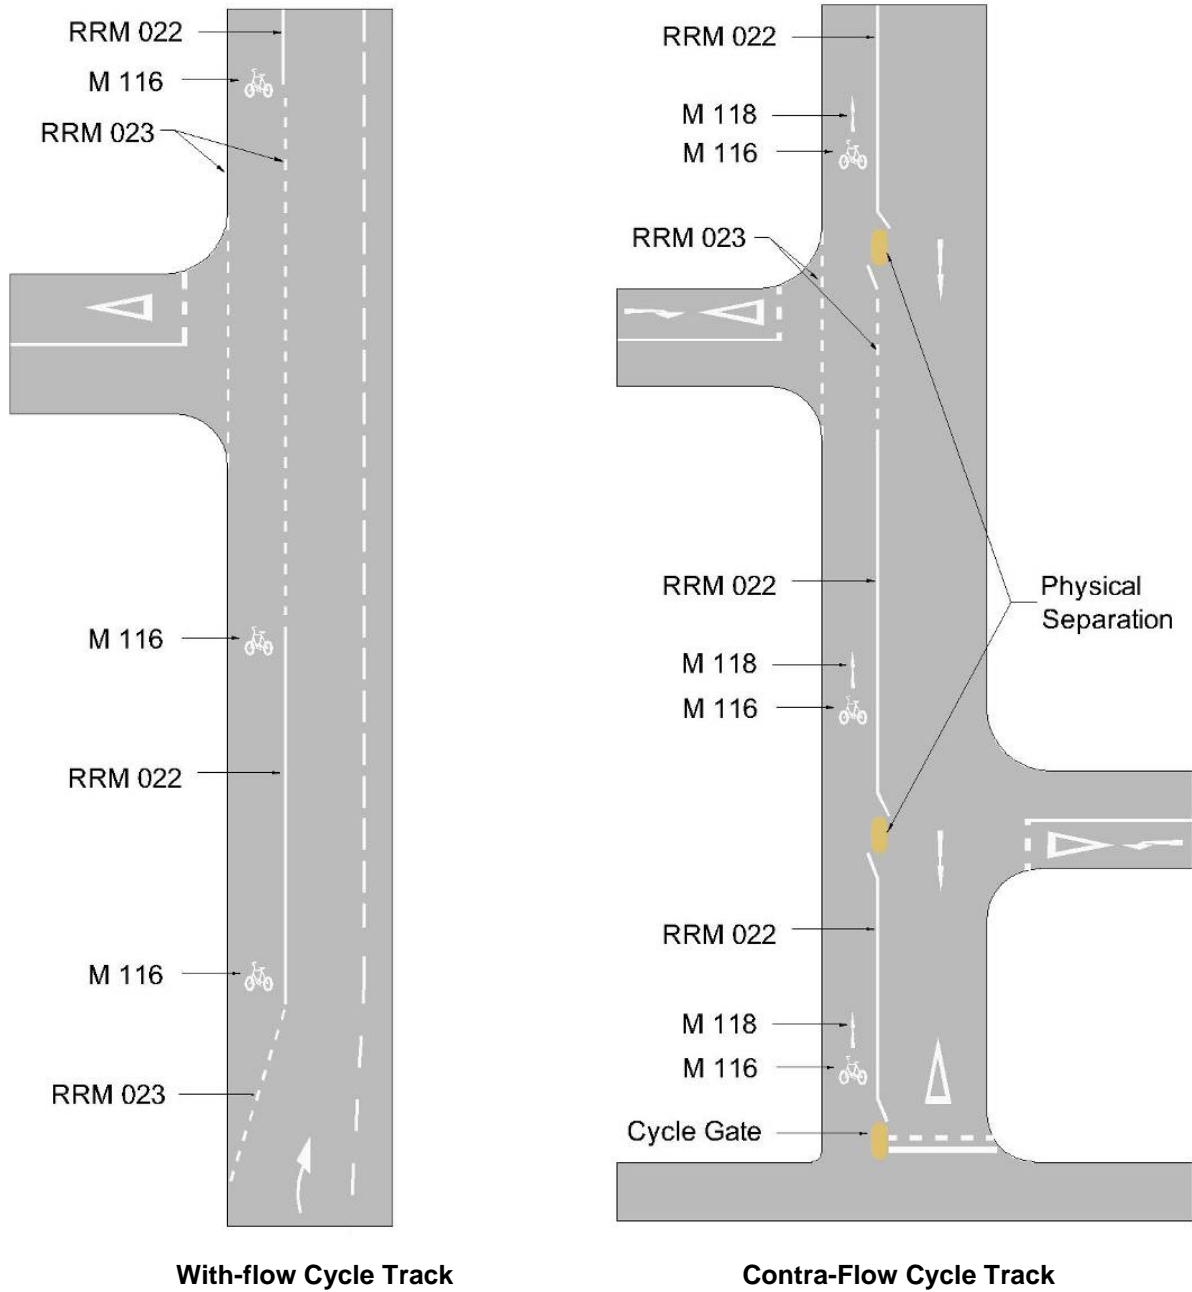 RRM 022
M 116
RRM 023
M 116
RRM 022
M 116
RRM 023
With-flow Cycle Track
RRM 022
M 118
M 116
RRM 023
RRM 022
Physical
Separation
M 118
M 116
RRM 022
M 118
M 116
Cycle Gate
Contra-Flow Cycle Track